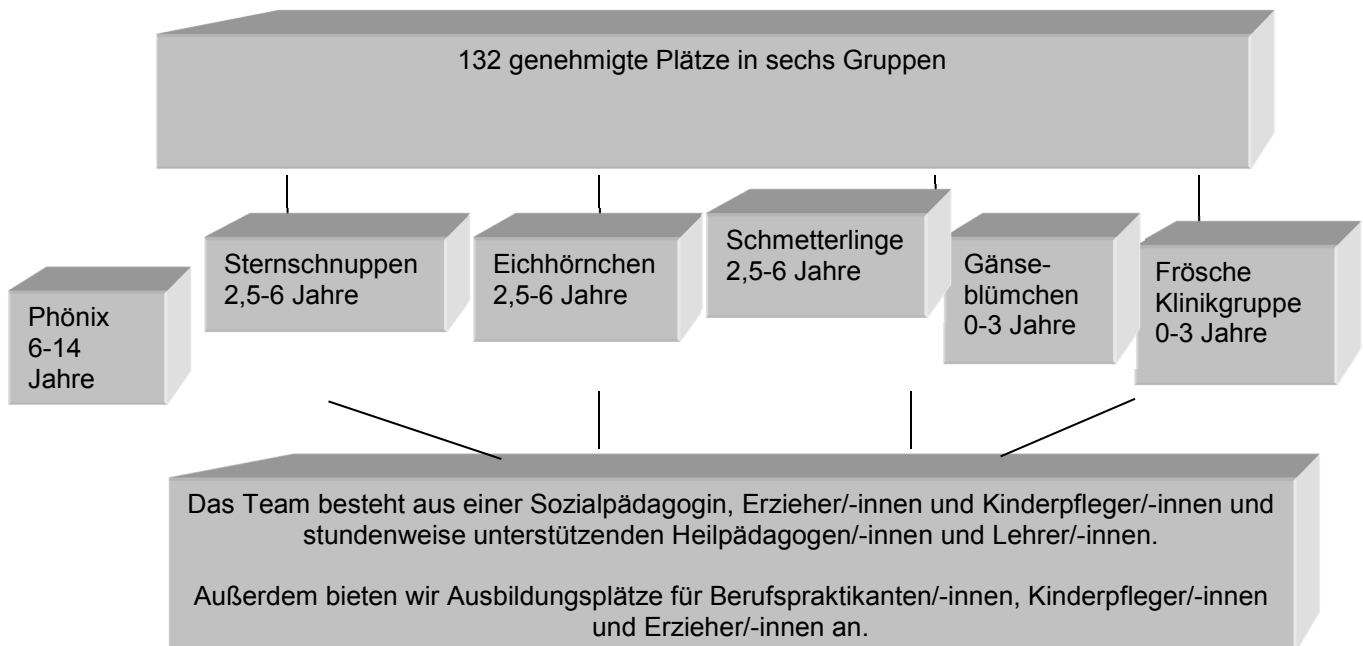 132 genehmigte Plätze in sechs Gruppen
Phönix
6-14
Jahre
Sternschnuppen
2,5-6 Jahre
Eichhörnchen
2,5-6 Jahre
Schmetterlinge
2,5-6 Jahre
Gänse-
blümchen
0-3 Jahre
Frösche
Klinikgruppe
0-3 Jahre
Das Team besteht aus einer Sozialpädagogin, Erzieher/-innen und Kinderpfleger/-innen und
stundenweise unterstützenden Heilpädagogen/-innen und Lehrer/-innen.
Außerdem bieten wir Ausbildungsplätze für Berufspraktikanten/-innen, Kinderpfleger/-innen
und Erzieher/-innen an.